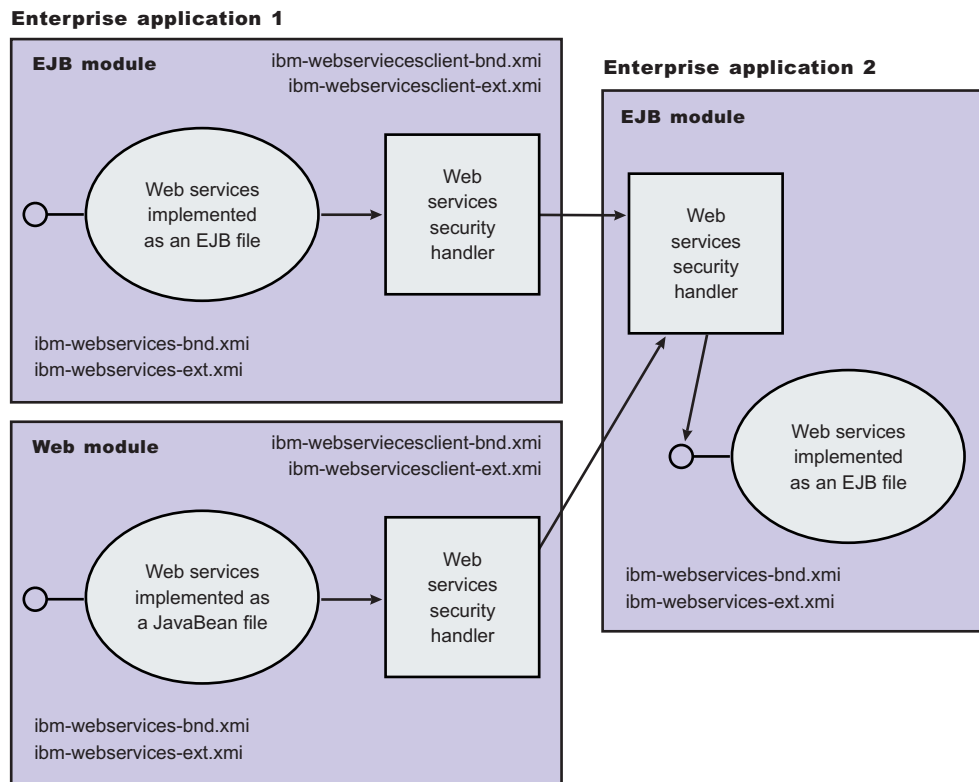 Enterprise application 1
EJB module
ibm-webserviecesclient-bnd.xmi
ibm-webservicesclient-ext.xmi
Web services
implemented
as an EJB file
Web
services
security
handler
ibm-webservices-bnd.xmi
ibm-webservices-ext.xmi
Web module
ibm-webserviecesclient-bnd.xmi
ibm-webservicesclient-ext.xmi
Web services
implemented as
a JavaBean file
Web
services
security
handler
ibm-webservices-bnd.xmi
ibm-webservices-ext.xmi
Enterprise application 2
EJB module
Web
services
security
handler
Web services
implemented
as an EJB file
ibm-webservices-bnd.xmi
ibm-webservices-ext.xmi